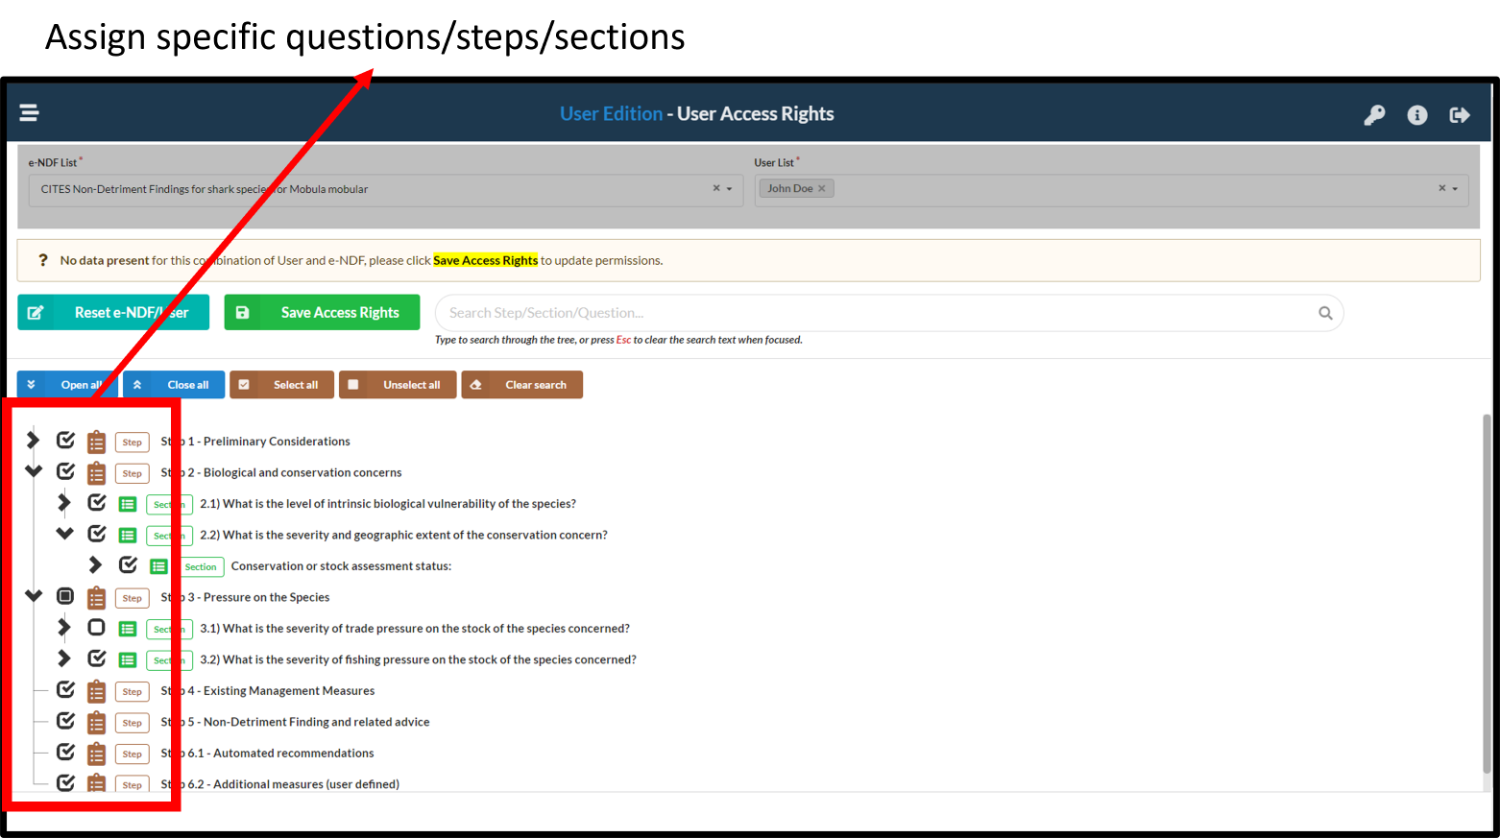 Assign specific questions/steps/sections
User Edition - User Access Rights
e-NDF List *
User List *
CITES Non-Detriment Findings for shark species for Mobula mobular
John Doe ×
? No data present for this combination of User and e-NDF, please click Save Access Rights to update permissions.
Reset e-NDF/User
Save Access Rights
Search Step/Section/Question...
Type to search through the tree, or press Esc to clear the search text when focused.
Open all
Close all
Select all
Unselect all
Clear search
Step Step 1 - Preliminary Considerations
Step Step 2 - Biological and conservation concerns
Section 2.1) What is the level of intrinsic biological vulnerability of the species?
Section 2.2) What is the severity and geographic extent of the conservation concern?
Section Conservation or stock assessment status:
Step Step 3 - Pressure on the Species
Section 3.1) What is the severity of trade pressure on the stock of the species concerned?
Section 3.2) What is the severity of fishing pressure on the stock of the species concerned?
Step Step 4 - Existing Management Measures
Step Step 5 - Non-Detriment Finding and related advice
Step Step 6.1 - Automated recommendations
Step Step 6.2 - Additional measures (user defined)